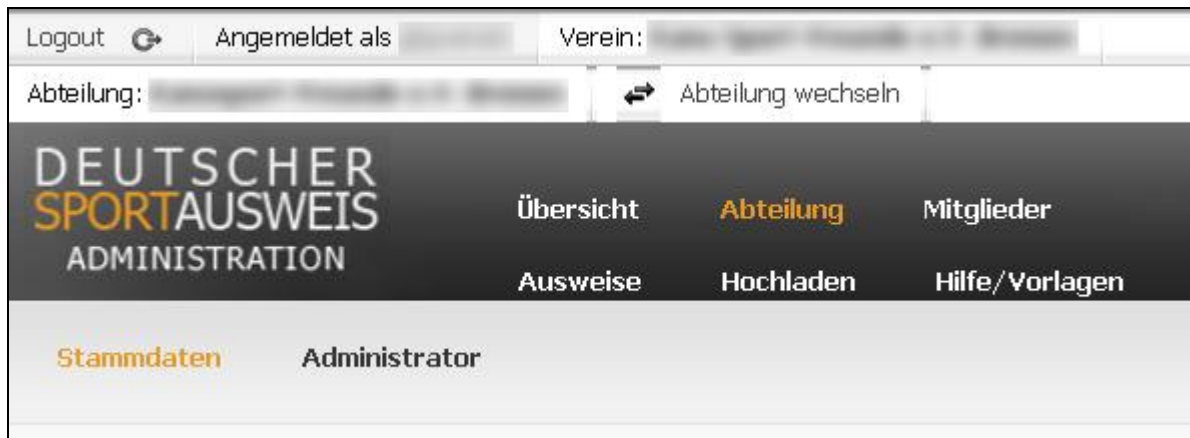 Logout Angemeldet als Verein:
Abteilung: Abteilung wechseln
DEUTSCHER
SPORTAUSWEIS
ADMINISTRATION
Übersicht Abteilung Mitglieder
Ausweise Hochladen Hilfe/Vorlagen
Stammdaten Administrator